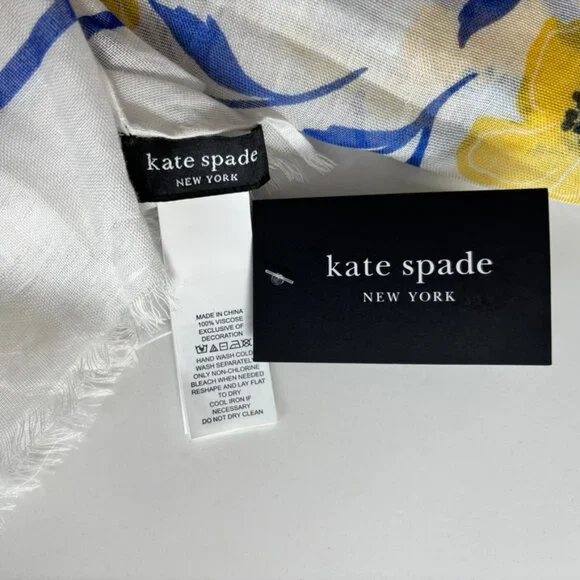 kate spade
NEW YORK
kate spade
NEW YORK
MADE IN CHINA
100% VISCOSE
EXCLUSIVE OF
DECORATION
HAND WASH COLD
WASH SEPARATELY
ONLY NON-CHLORINE
BLEACH WHEN NEEDED
RESHAPE AND LAY FLAT
TO DRY
COOL IRON IF
NECESSARY
DO NOT DRY CLEAN